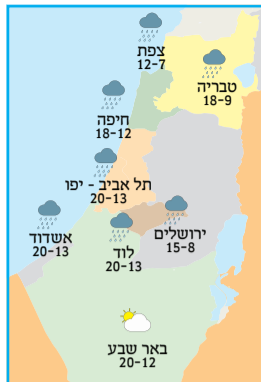 צפת
12-7
טבריה
18-9
חיפה
18-12
תל אביב - יפו
20-13
אשדוד
20-13
ירושלים
15-8
לוד
20-13
באר שבע
20-12